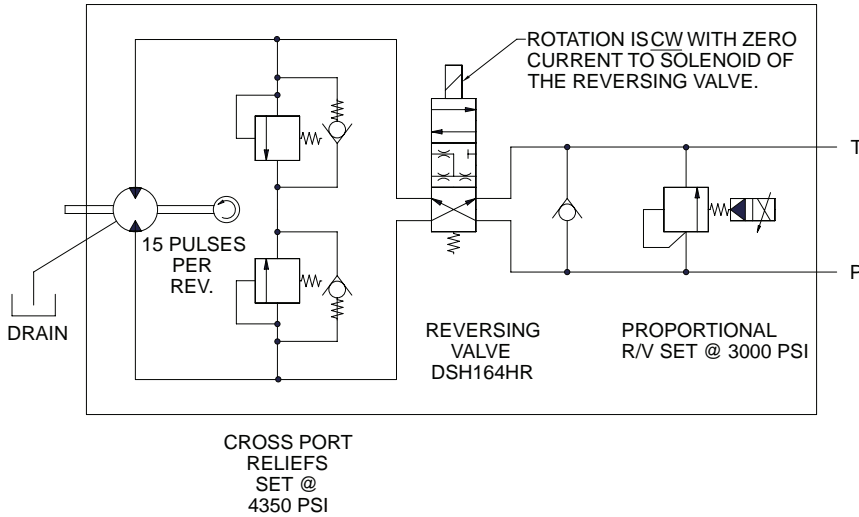 ROTATION IS CW WITH ZERO
CURRENT TO SOLENOID OF
THE REVERSING VALVE.
T
15 PULSES
PER
REV.
P
DRAIN
REVERSING
VALVE
DSH164HR
PROPORTIONAL
R/V SET @ 3000 PSI
CROSS PORT
RELIEFS
SET @
4350 PSI